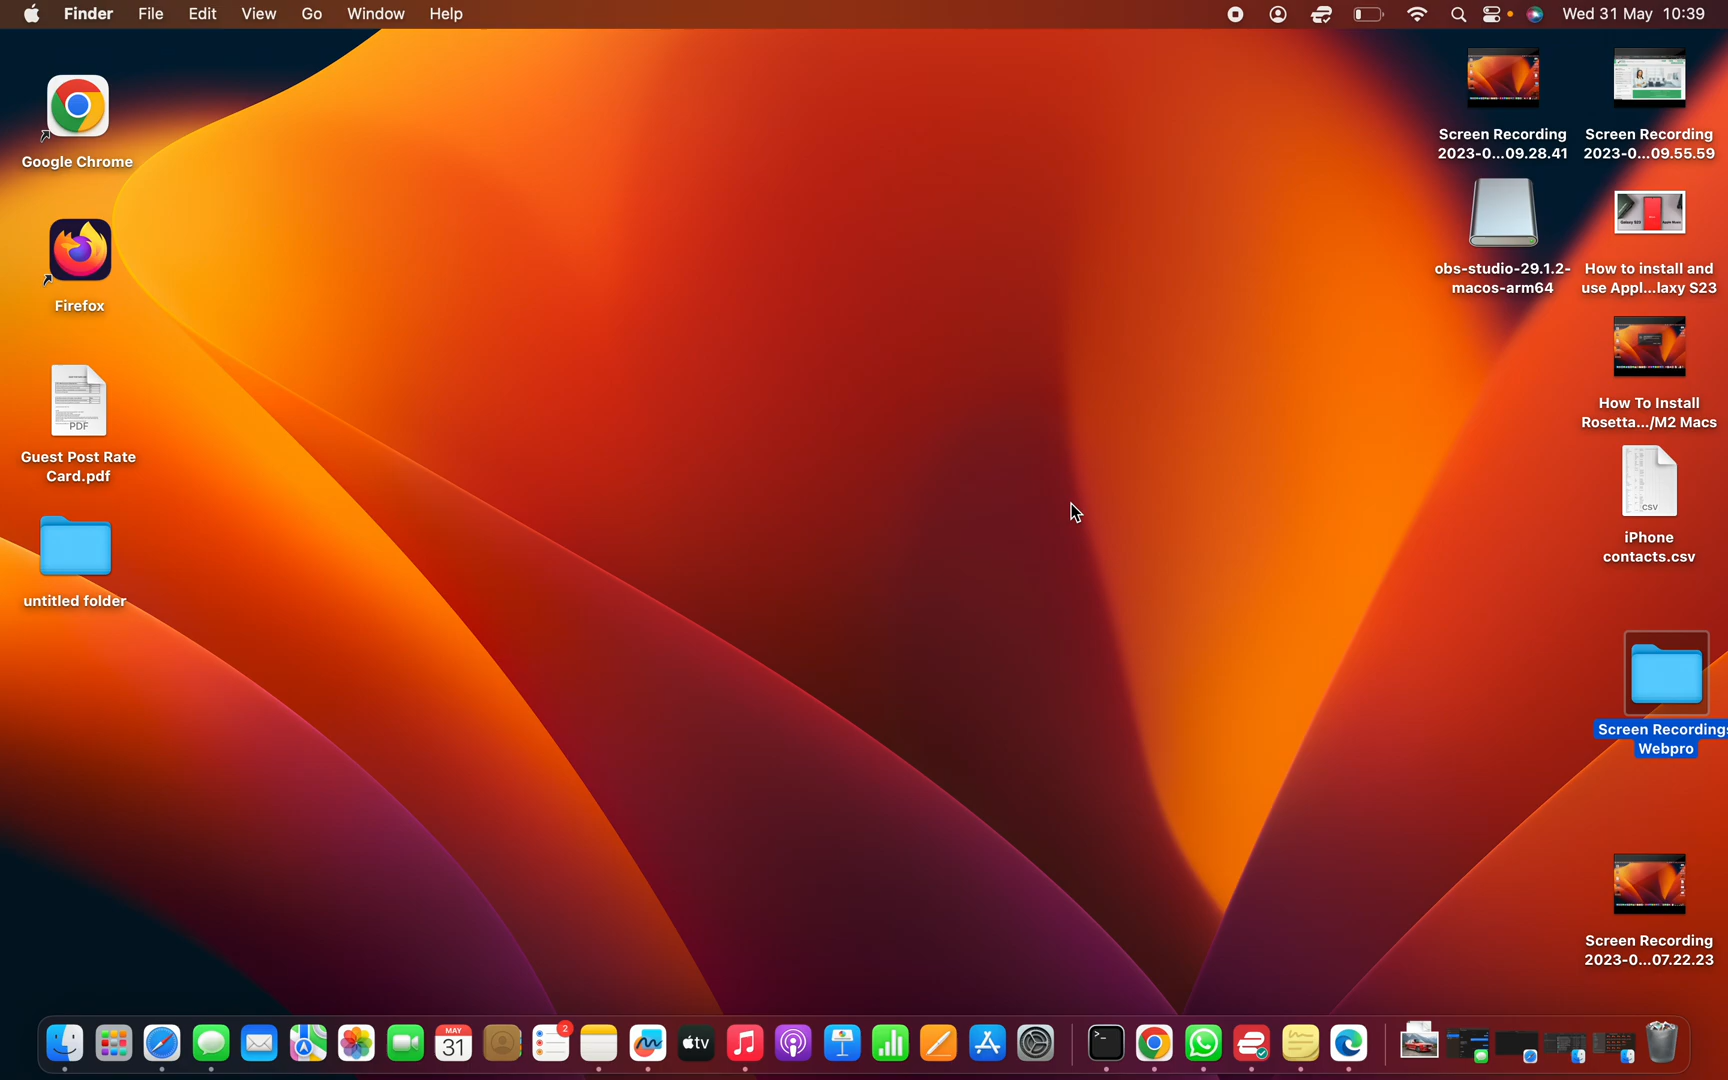 Finder File Edit View Go Window Help Wed 31 May 10:39
Google Chrome
Firefox
PDF
Guest Post Rate
Card.pdf
untitled folder
Screen Recording
2023-0...09.28.41
Screen Recording
2023-0...09.55.59
obs-studio-29.1.2-
macos-arm64
How to install and
use Appl...laxy S23
How To Install
Rosetta.../M2 Macs
CSV
iPhone
contacts.csv
Screen Recordings
Webpro
Screen Recording
2023-0...07.22.23
MAY
31
2
tv